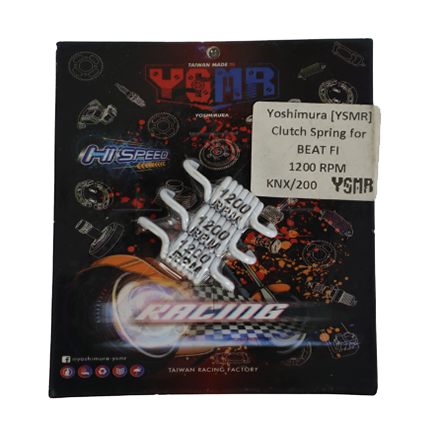 TAIWAN MADE
YSMR
YOSHIMURA
Yoshimura [YSMR]
Clutch Spring for
BEAT FI
1200 RPM
KNX/200 YSMR
HI SPEED
1200
RPM
1200
RPM
1200
RPM
RACING
yoshimura-ysmr
TAIWAN RACING FACTORY